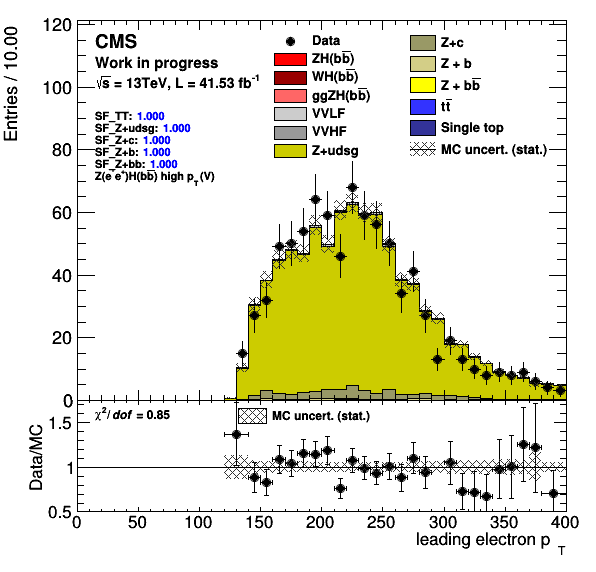 Entries / 10.00
120
100
80
60
40
20
0
CMS
Work in progress
√s = 13TeV, L = 41.53 fb⁻¹
SF_TT: 1.000
SF_Z+udsg: 1.000
SF_Z+c: 1.000
SF_Z+b: 1.000
SF_Z+bb: 1.000
Z(e⁻e⁺)H(bb̅) high p_T(V)
Data
ZH(bb̅)
WH(bb̅)
ggZH(bb̅)
VVLF
VVHF
Z+udsg
Z+c
Z + b
Z + bb̅
tt̅
Single top
MC uncert. (stat.)
Data/MC
1.5
1
0.5
χ²/dof = 0.85
MC uncert. (stat.)
0 50 100 150 200 250 300 350 400
leading electron p_T